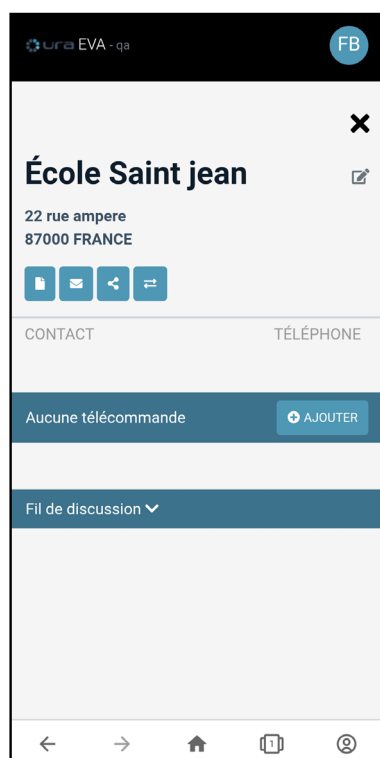 ura EVA - qa
FB
École Saint jean
22 rue ampere
87000 FRANCE
CONTACT TÉLÉPHONE
Aucune télécommande AJOUTER
Fil de discussion
1